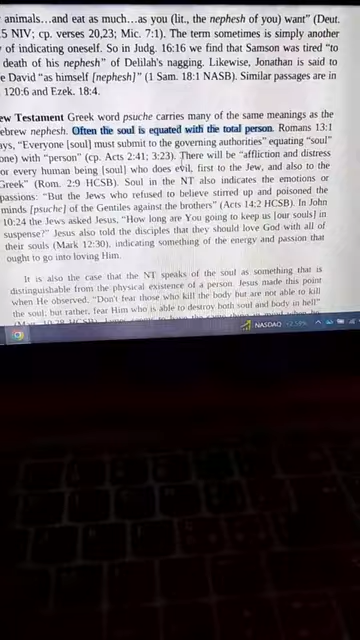 animals…and eat as much…as you (lit., the nephesh of you) want" (Deut.
5 NIV; cp. verses 20,23; Mic. 7:1). The term sometimes is simply another
of indicating oneself. So in Judg. 16:16 we find that Samson was tired "to
death of his nephesh" of Delilah's nagging. Likewise, Jonathan is said to
e David "as himself [nephesh]" (1 Sam. 18:1 NASB). Similar passages are in
120:6 and Ezek. 18:4.
ew Testament Greek word psuche carries many of the same meanings as the
ebrew nephesh. Often the soul is equated with the total person. Romans 13:1
ays, "Everyone [soul] must submit to the governing authorities" equating "soul"
one) with "person" (cp. Acts 2:41; 3:23). There will be "affliction and distress
or every human being [soul] who does evil, first to the Jew, and also to the
Greek" (Rom. 2:9 HCSB). Soul in the NT also indicates the emotions or
passions: "But the Jews who refused to believe stirred up and poisoned the
minds [psuche] of the Gentiles against the brothers" (Acts 14:2 HCSB). In John
10:24 the Jews asked Jesus, "How long are You going to keep us [our souls] in
suspense?" Jesus also told the disciples that they should love God with all of
their souls (Mark 12:30), indicating something of the energy and passion that
ought to go into loving Him.
It is also the case that the NT speaks of the soul as something that is
distinguishable from the physical existence of a person. Jesus made this point
when He observed, "Don't fear those who kill the body but are not able to kill
the soul; but rather, fear Him who is able to destroy both soul and body in hell"
NASDAQ